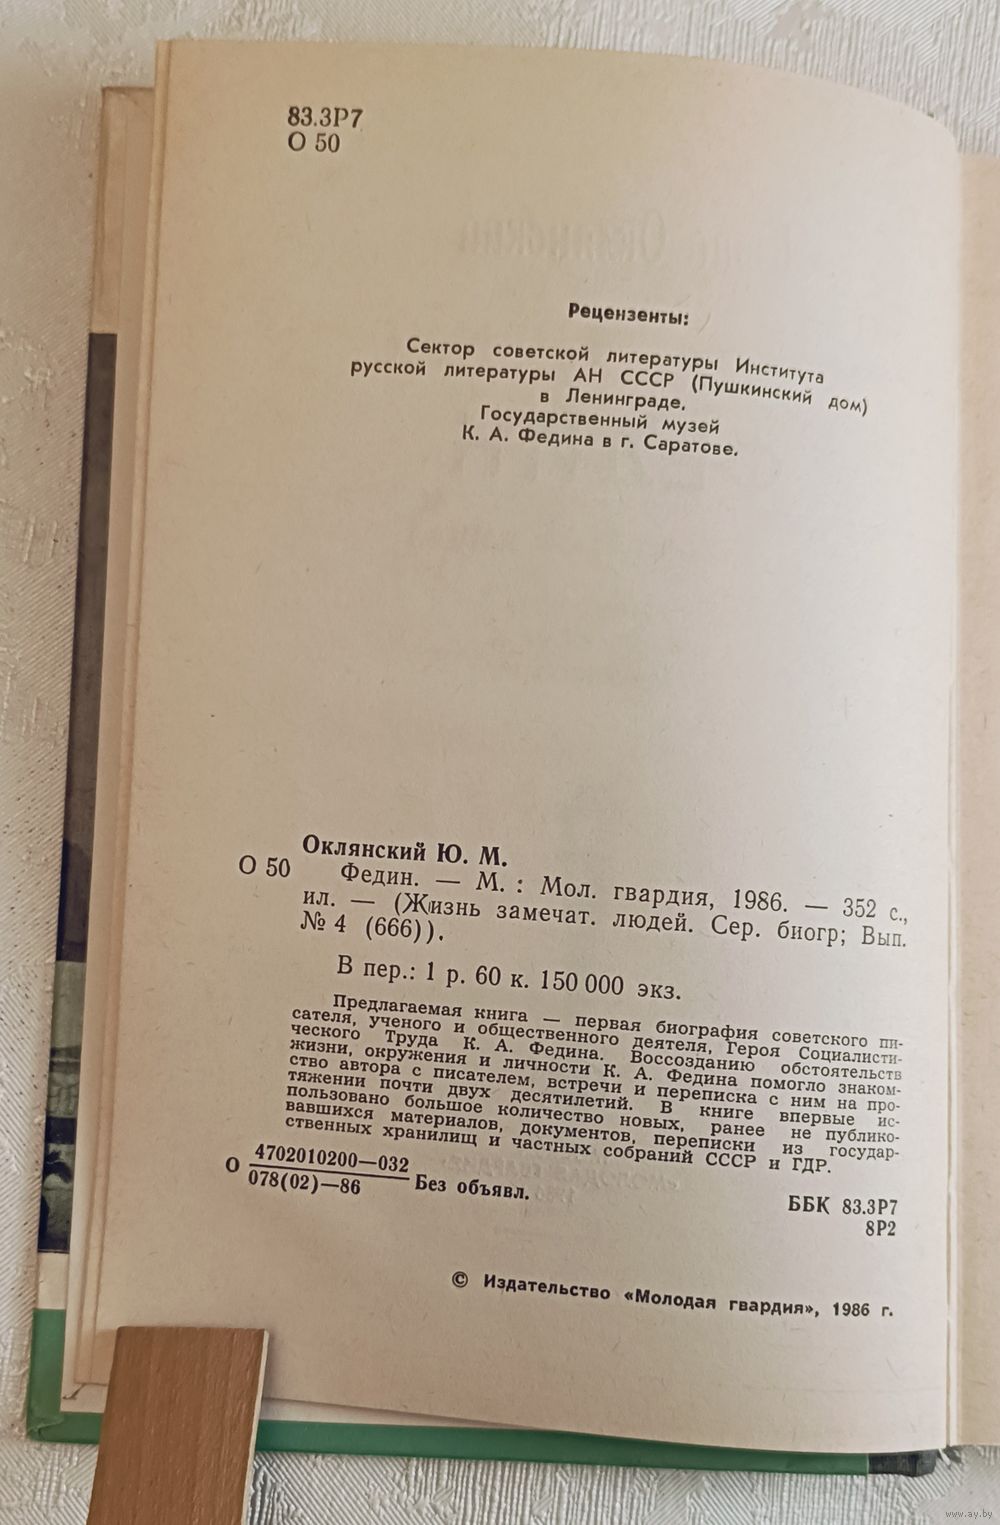 83.3Р7
О 50
Рецензенты:
Сектор советской литературы Института
русской литературы АН СССР (Пушкинский дом)
в Ленинграде.
Государственный музей
К. А. Федина в г. Саратове.
Оклянский Ю. М.
О 50 Федин. — М. : Мол. гвардия, 1986. — 352 с.,
ил. — (Жизнь замечат. людей. Сер. биогр; Вып.
№ 4 (666)).
В пер.: 1 р. 60 к. 150 000 экз.
Предлагаемая книга — первая биография советского пи-
сателя, ученого и общественного деятеля, Героя Социалисти-
ческого Труда К. А. Федина. Воссозданию обстоятельств
жизни, окружения и личности К. А. Федина помогло знаком-
ство автора с писателем, встречи и переписка с ним на про-
тяжении почти двух десятилетий. В книге впервые ис-
пользовано большое количество новых, ранее не публико-
вавшихся материалов, документов, переписки из государ-
ственных хранилищ и частных собраний СССР и ГДР.
О 4702010200—032
078(02)—86 Без объявл.
ББК 83.3Р7
8Р2
© Издательство «Молодая гвардия», 1986 г.
www.ay.by